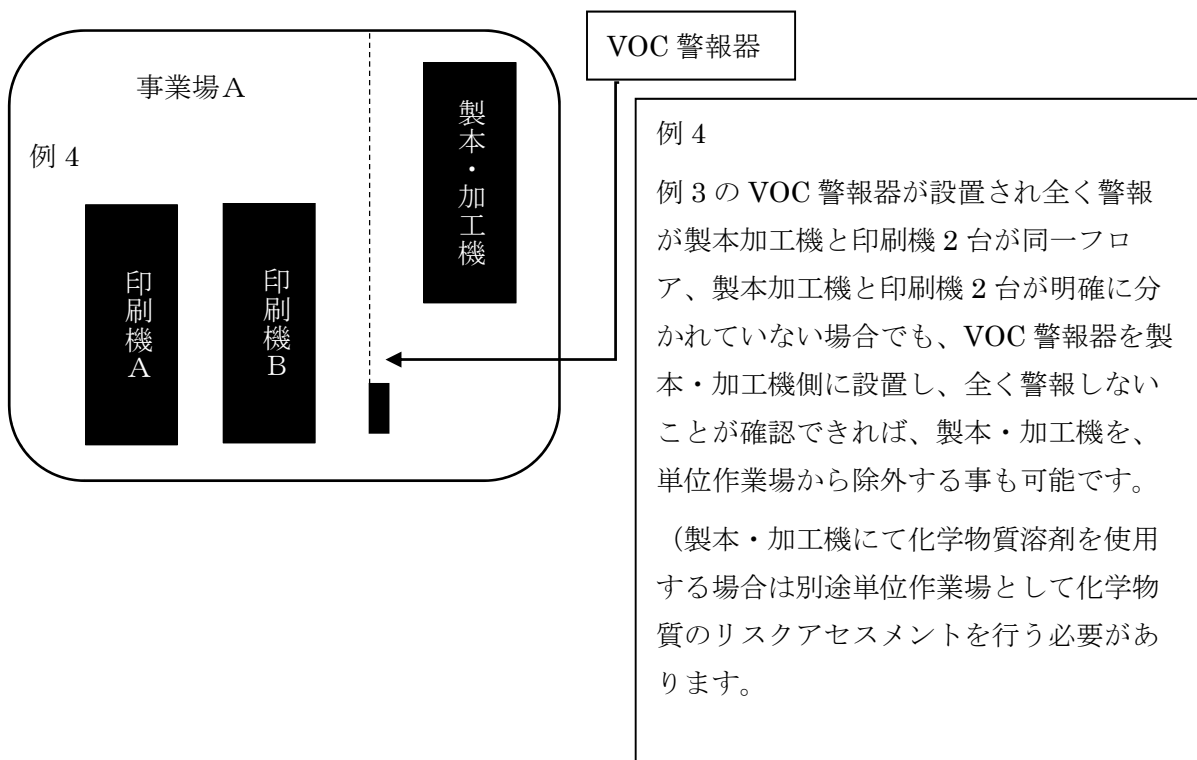 VOC 警報器
事業場A
例 4
製本・加工機
印刷機A
印刷機B
例 4
例 3 の VOC 警報器が設置され全く警報
が製本加工機と印刷機 2 台が同一フロ
ア、製本加工機と印刷機 2 台が明確に分
かれていない場合でも、VOC 警報器を製
本・加工機側に設置し、全く警報しない
ことが確認できれば、製本・加工機を、
単位作業場から除外する事も可能です。
（製本・加工機にて化学物質溶剤を使用
する場合は別途単位作業場として化学物
質のリスクアセスメントを行う必要があ
ります。